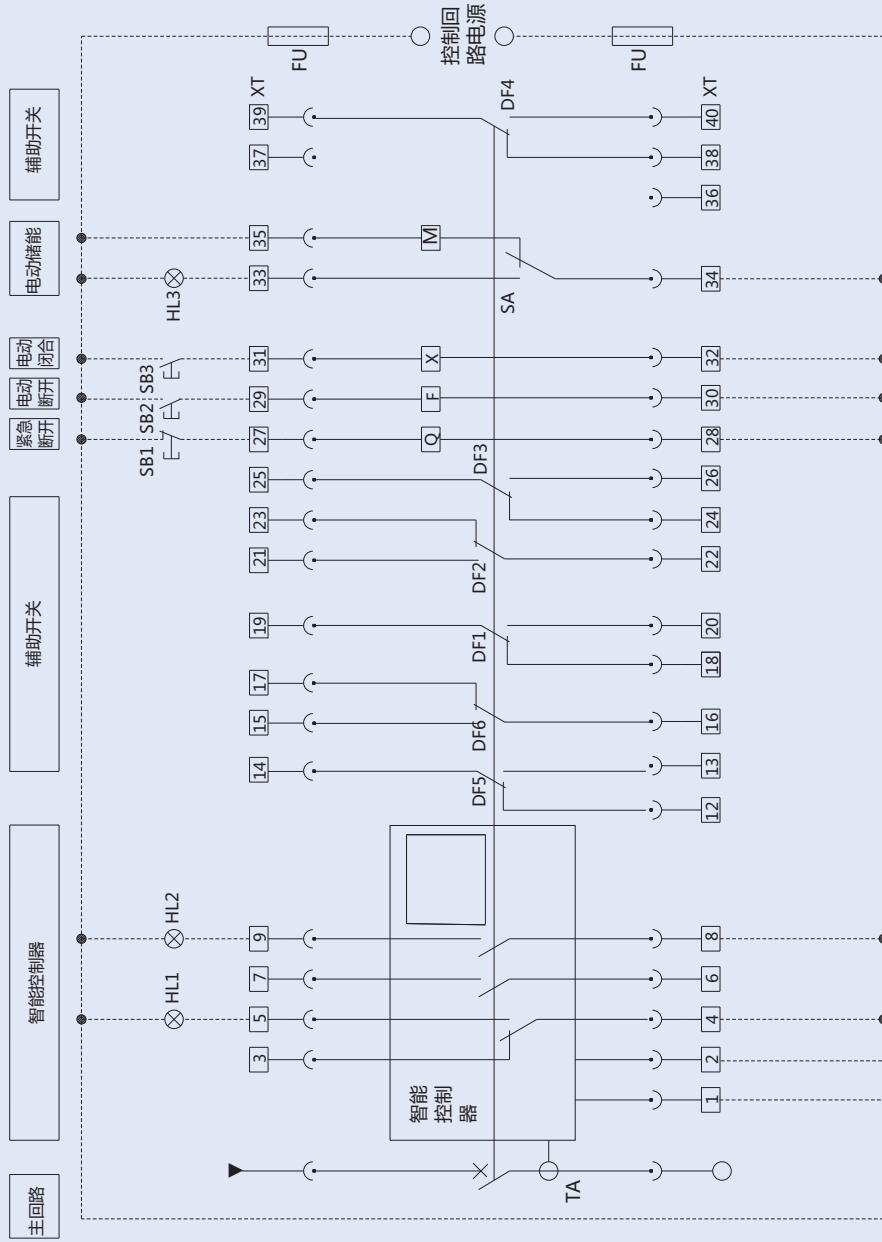 主回路
智能控制器
辅助开关
紧急
断开
电动
断开
电动
闭合
电动储能
辅助开关
SB1
SB2
SB3
HL1
HL2
HL3
3
5
7
9
14
15
17
19
21
23
25
27
29
31
33
35
37
39
XT
FU
智能
控制
器
Q
F
X
M
控制回
路电源
DF5
DF6
DF1
DF2
DF3
SA
DF4
TA
FU
1
2
4
6
8
12
13
16
18
20
22
24
26
28
30
32
34
36
38
40
XT